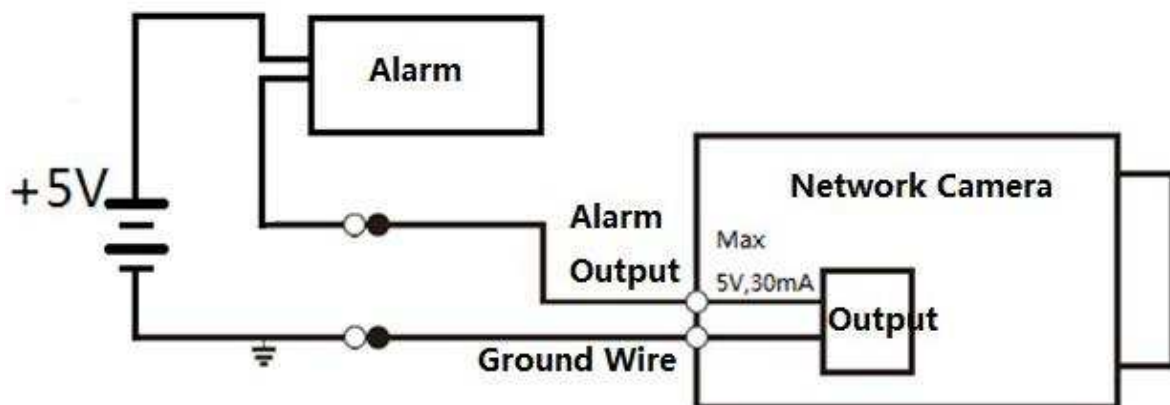 Alarm
+5V
Network Camera
Alarm
Output
Max
5V,30mA
Output
Ground Wire